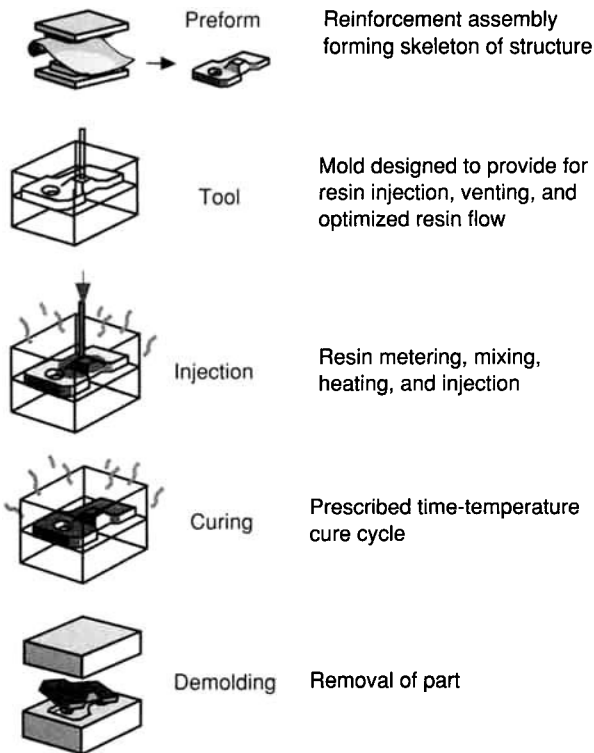 Preform
Reinforcement assembly
forming skeleton of structure
Tool
Mold designed to provide for
resin injection, venting, and
optimized resin flow
Injection
Resin metering, mixing,
heating, and injection
Curing
Prescribed time-temperature
cure cycle
Demolding
Removal of part